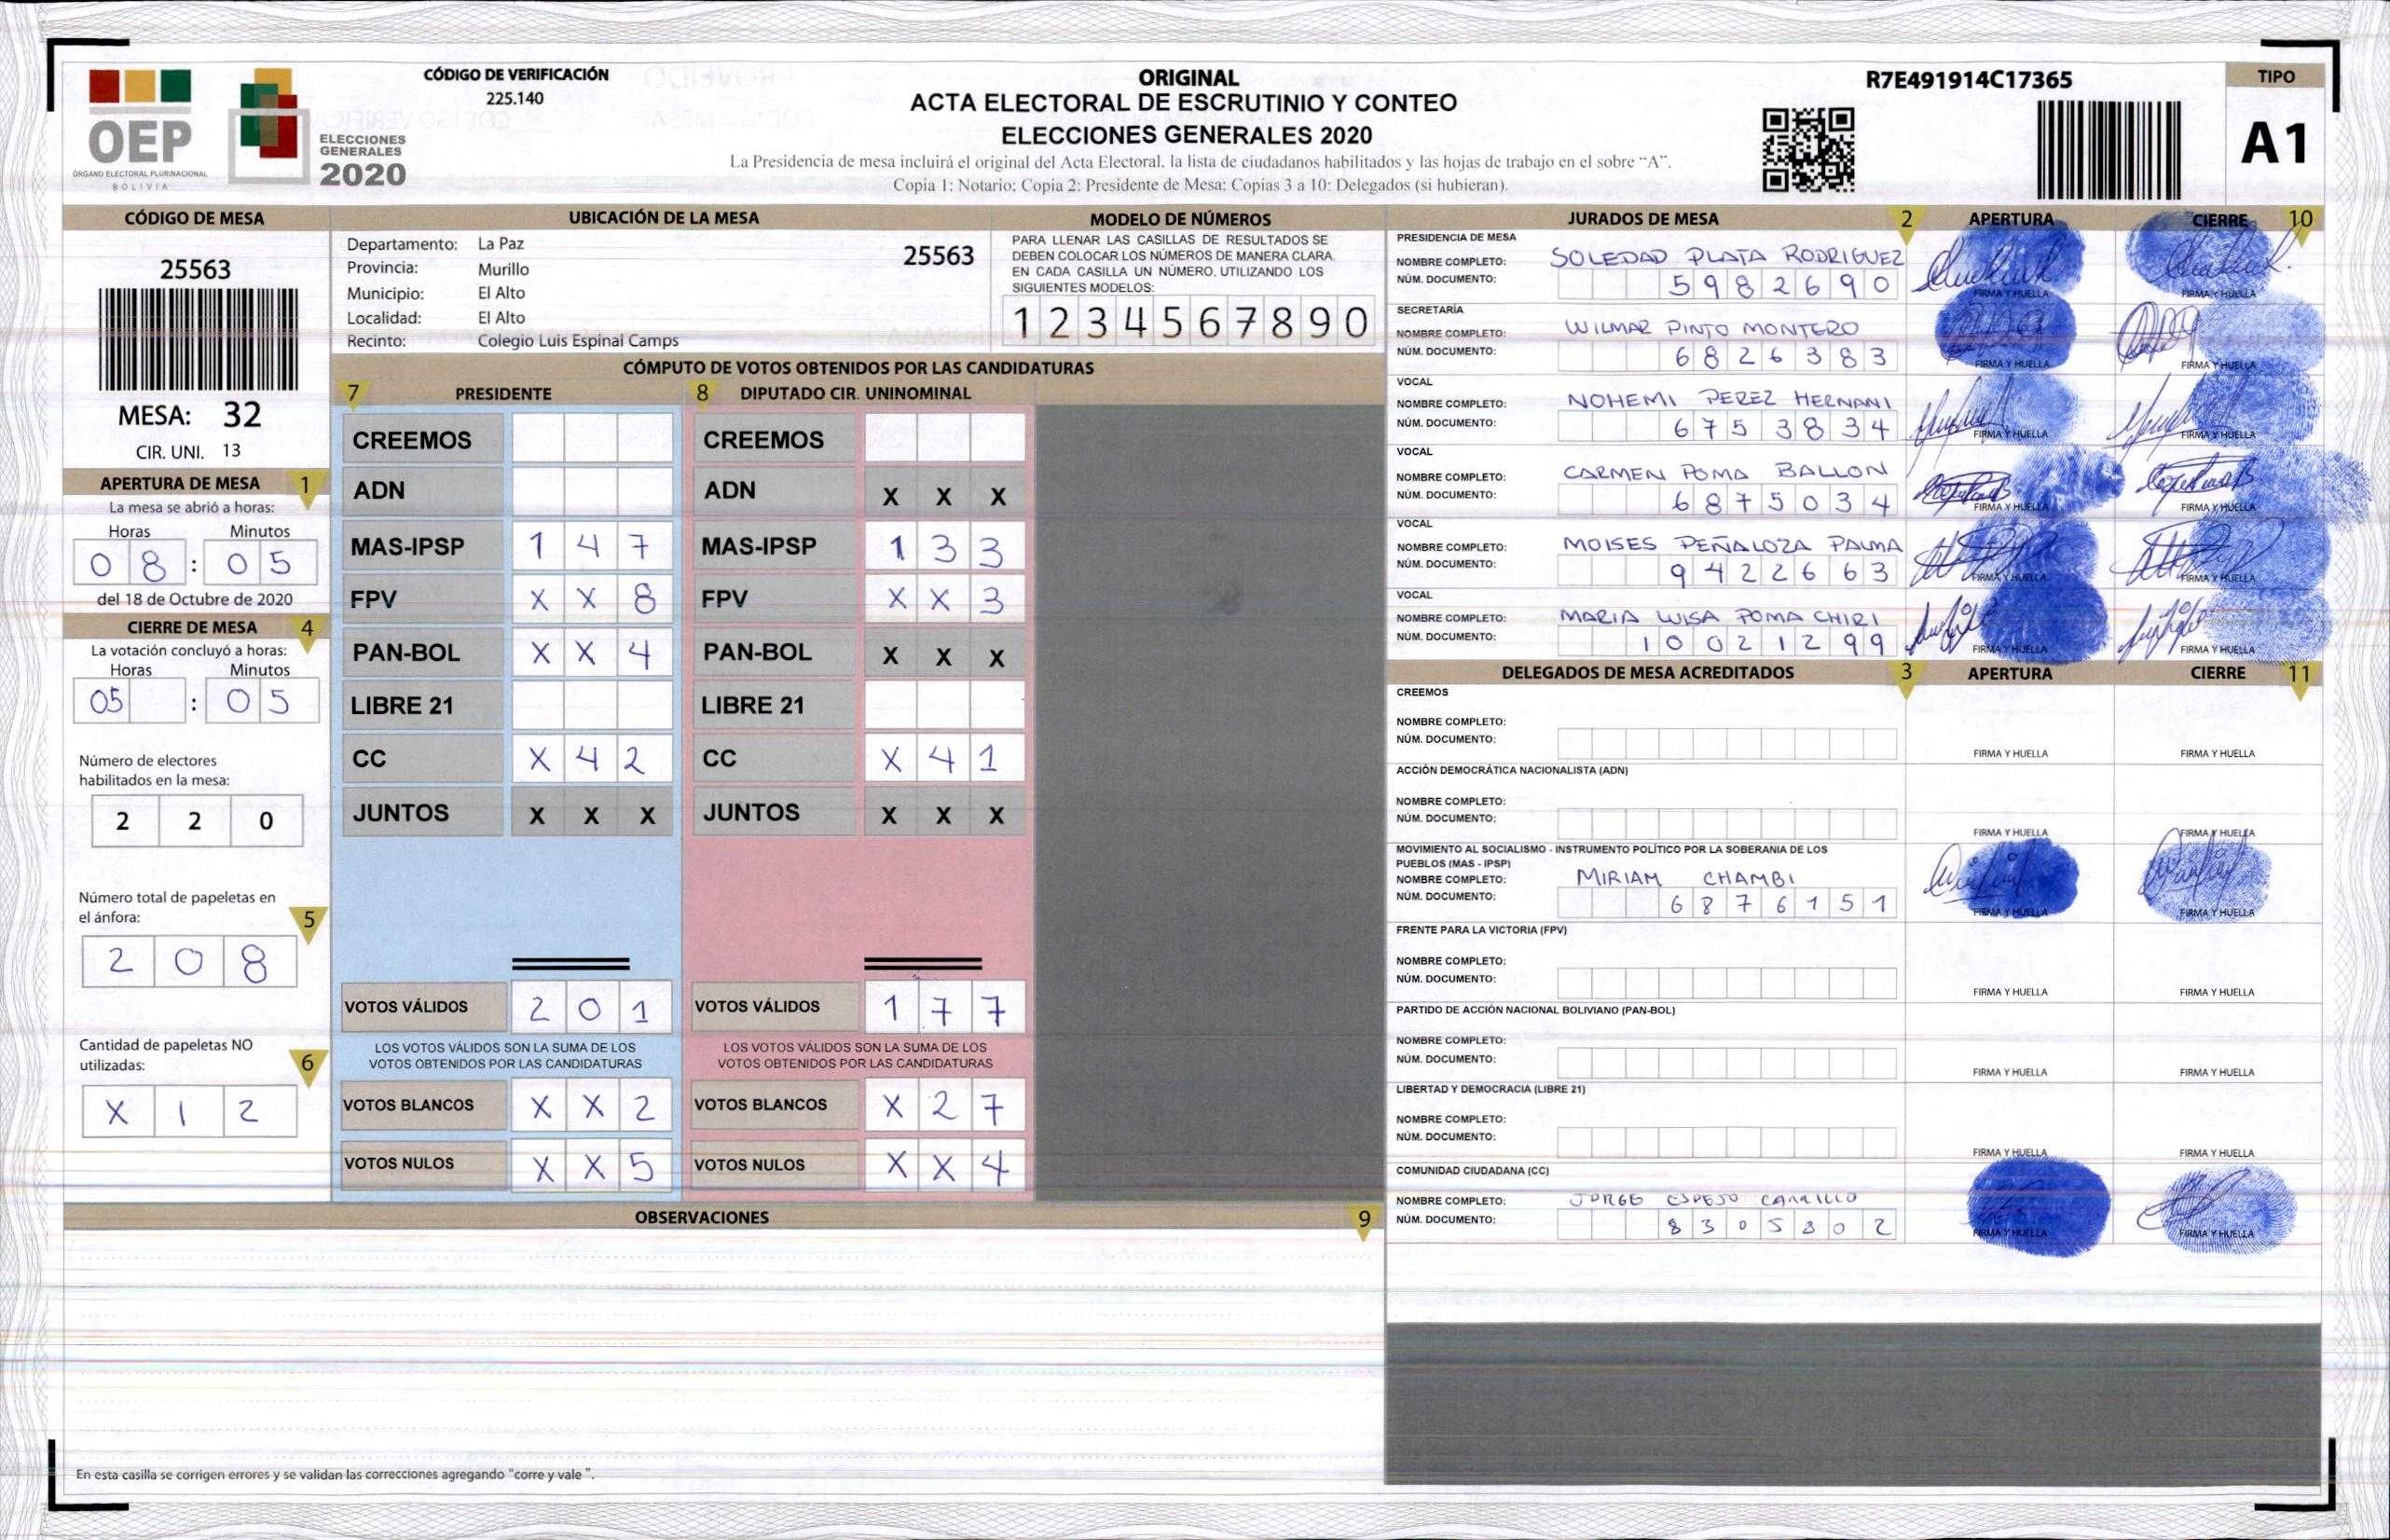 OEP
ÓRGANO ELECTORAL PLURINACIONAL
BOLIVIA
ELECCIONES
GENERALES
2020
CÓDIGO DE VERIFICACIÓN
225.140
ORIGINAL
ACTA ELECTORAL DE ESCRUTINIO Y CONTEO
ELECCIONES GENERALES 2020
La Presidencia de mesa incluirá el original del Acta Electoral, la lista de ciudadanos habilitados y las hojas de trabajo en el sobre “A”.
Copia 1: Notario; Copia 2: Presidente de Mesa; Copias 3 a 10: Delegados (si hubieran).
R7E491914C17365
TIPO
A1
CÓDIGO DE MESA
25563
MESA: 32
CIR. UNI. 13
APERTURA DE MESA 1
La mesa se abrió a horas:
Horas Minutos
0 8 : 0 5
del 18 de Octubre de 2020
CIERRE DE MESA 4
La votación concluyó a horas:
Horas Minutos
05 : 0 5
Número de electores
habilitados en la mesa:
2 2 0
Número total de papeletas en
el ánfora: 5
2 0 8
Cantidad de papeletas NO
utilizadas: 6
X 1 2
UBICACIÓN DE LA MESA
Departamento: La Paz 25563
Provincia: Murillo
Municipio: El Alto
Localidad: El Alto
Recinto: Colegio Luis Espinal Camps
MODELO DE NÚMEROS
PARA LLENAR LAS CASILLAS DE RESULTADOS SE
DEBEN COLOCAR LOS NÚMEROS DE MANERA CLARA.
EN CADA CASILLA UN NÚMERO, UTILIZANDO LOS
SIGUIENTES MODELOS:
1 2 3 4 5 6 7 8 9 0
CÓMPUTO DE VOTOS OBTENIDOS POR LAS CANDIDATURAS
7 PRESIDENTE 8 DIPUTADO CIR. UNINOMINAL
CREEMOS CREEMOS
ADN ADN X X X
MAS-IPSP 1 4 7 MAS-IPSP 1 3 3
FPV X X 8 FPV X X 3
PAN-BOL X X 4 PAN-BOL X X X
LIBRE 21 LIBRE 21
CC X 4 2 CC X 4 1
JUNTOS X X X JUNTOS X X X
VOTOS VÁLIDOS 2 0 1 VOTOS VÁLIDOS 1 7 7
LOS VOTOS VÁLIDOS SON LA SUMA DE LOS LOS VOTOS VÁLIDOS SON LA SUMA DE LOS
VOTOS OBTENIDOS POR LAS CANDIDATURAS VOTOS OBTENIDOS POR LAS CANDIDATURAS
VOTOS BLANCOS X X 2 VOTOS BLANCOS X 2 7
VOTOS NULOS X X 5 VOTOS NULOS X X 4
OBSERVACIONES 9
En esta casilla se corrigen errores y se validan las correcciones agregando "corre y vale ".
JURADOS DE MESA 2 APERTURA CIERRE 10
PRESIDENCIA DE MESA
NOMBRE COMPLETO: SOLEDAD PLATA RODRIGUEZ
NÚM. DOCUMENTO: 5 9 8 2 6 9 0
FIRMA Y HUELLA FIRMA Y HUELLA
SECRETARÍA
NOMBRE COMPLETO: WILMAR PINTO MONTERO
NÚM. DOCUMENTO: 6 8 2 6 3 8 3
FIRMA Y HUELLA FIRMA Y HUELLA
VOCAL
NOMBRE COMPLETO: NOHEMI PEREZ HERNANI
NÚM. DOCUMENTO: 6 7 5 3 8 3 4
FIRMA Y HUELLA FIRMA Y HUELLA
VOCAL
NOMBRE COMPLETO: CARMEN POMA BALLON
NÚM. DOCUMENTO: 6 8 7 5 0 3 4
FIRMA Y HUELLA FIRMA Y HUELLA
VOCAL
NOMBRE COMPLETO: MOISES PEÑALOZA PALMA
NÚM. DOCUMENTO: 9 4 2 2 6 6 3
FIRMA Y HUELLA FIRMA Y HUELLA
VOCAL
NOMBRE COMPLETO: MARIA LUISA POMA CHIRI
NÚM. DOCUMENTO: 1 0 0 2 1 2 9 9
FIRMA Y HUELLA FIRMA Y HUELLA
DELEGADOS DE MESA ACREDITADOS 3 APERTURA CIERRE 11
CREEMOS
NOMBRE COMPLETO:
NÚM. DOCUMENTO:
FIRMA Y HUELLA FIRMA Y HUELLA
ACCIÓN DEMOCRÁTICA NACIONALISTA (ADN)
NOMBRE COMPLETO:
NÚM. DOCUMENTO:
FIRMA Y HUELLA FIRMA Y HUELLA
MOVIMIENTO AL SOCIALISMO - INSTRUMENTO POLÍTICO POR LA SOBERANIA DE LOS
PUEBLOS (MAS - IPSP)
NOMBRE COMPLETO: MIRIAM CHAMBI
NÚM. DOCUMENTO: 6 8 7 6 1 5 1
FIRMA Y HUELLA FIRMA Y HUELLA
FRENTE PARA LA VICTORIA (FPV)
NOMBRE COMPLETO:
NÚM. DOCUMENTO:
FIRMA Y HUELLA FIRMA Y HUELLA
PARTIDO DE ACCIÓN NACIONAL BOLIVIANO (PAN-BOL)
NOMBRE COMPLETO:
NÚM. DOCUMENTO:
FIRMA Y HUELLA FIRMA Y HUELLA
LIBERTAD Y DEMOCRACIA (LIBRE 21)
NOMBRE COMPLETO:
NÚM. DOCUMENTO:
FIRMA Y HUELLA FIRMA Y HUELLA
COMUNIDAD CIUDADANA (CC)
NOMBRE COMPLETO: JORGE ESPEJO CARRILLO
NÚM. DOCUMENTO: 8 3 0 5 8 0 2
FIRMA Y HUELLA FIRMA Y HUELLA